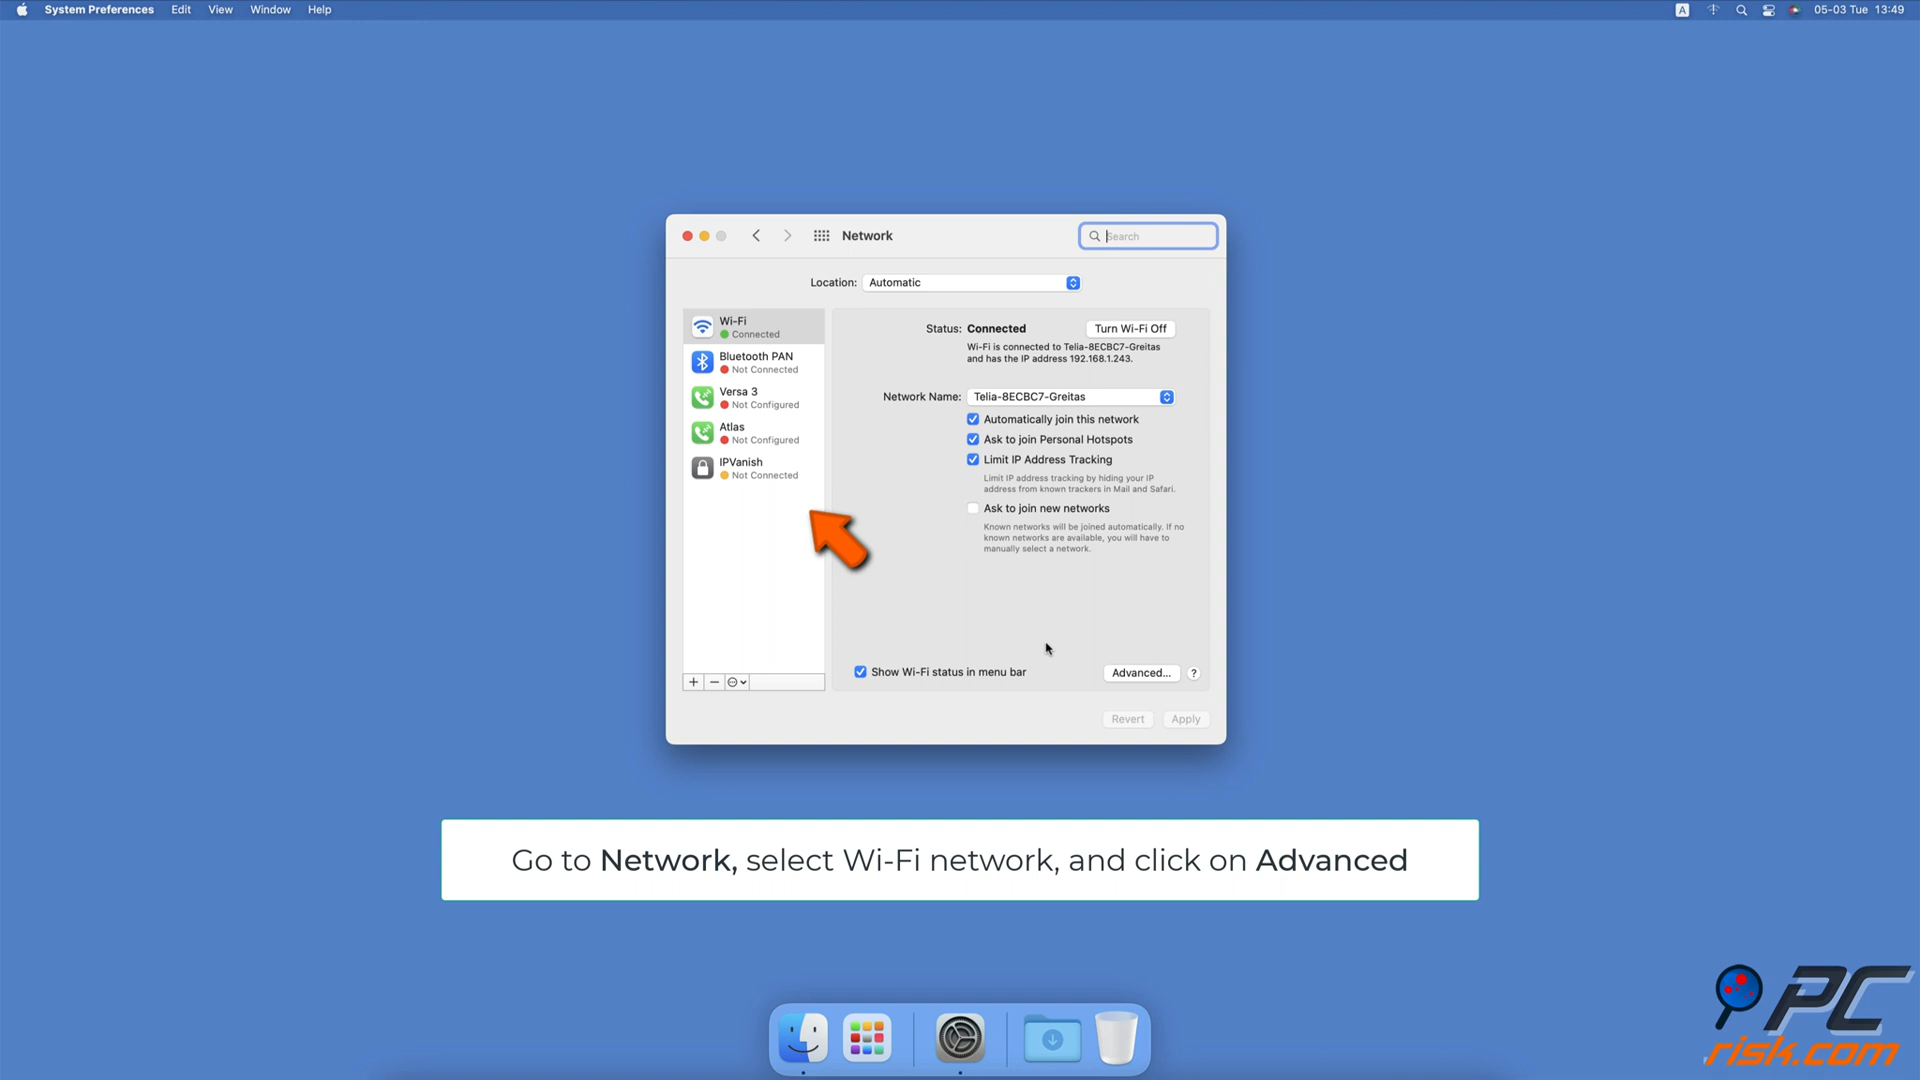 System Preferences Edit View Window Help
A 05-03 Tue 13:49
Network
Search
Location: Automatic
Wi-Fi
Connected
Bluetooth PAN
Not Connected
Versa 3
Not Configured
Atlas
Not Configured
IPVanish
Not Connected
Status: Connected Turn Wi-Fi Off
Wi-Fi is connected to Telia-8ECBC7-Greitas
and has the IP address 192.168.1.243.
Network Name: Telia-8ECBC7-Greitas
Automatically join this network
Ask to join Personal Hotspots
Limit IP Address Tracking
Limit IP address tracking by hiding your IP
address from known trackers in Mail and Safari.
Ask to join new networks
Known networks will be joined automatically. If no
known networks are available, you will have to
manually select a network.
Show Wi-Fi status in menu bar Advanced... ?
Revert Apply
Go to Network, select Wi-Fi network, and click on Advanced
PC
risk.com